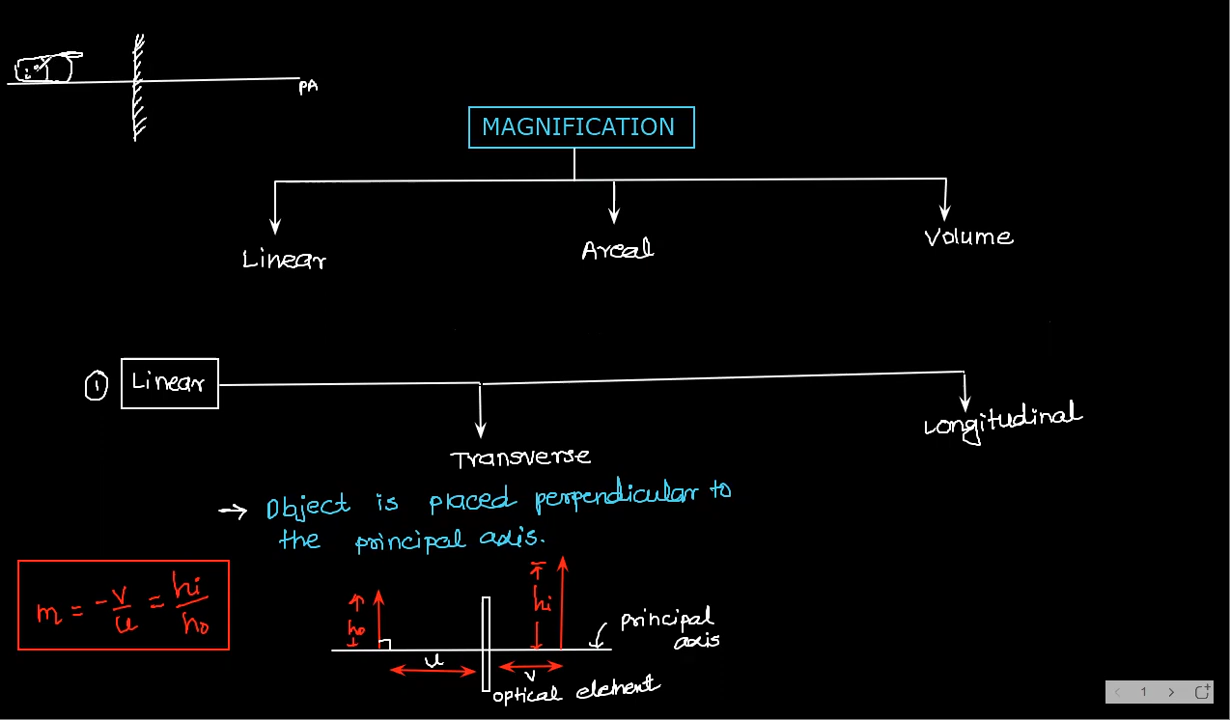 PA
MAGNIFICATION
Linear
Areal
Volume
① Linear
Transverse
Longitudinal
→ Object is placed perpendicular to
the principal axis.
m = -v/u = hi/ho
ho
hi
u
v
principal
axis
optical element
1